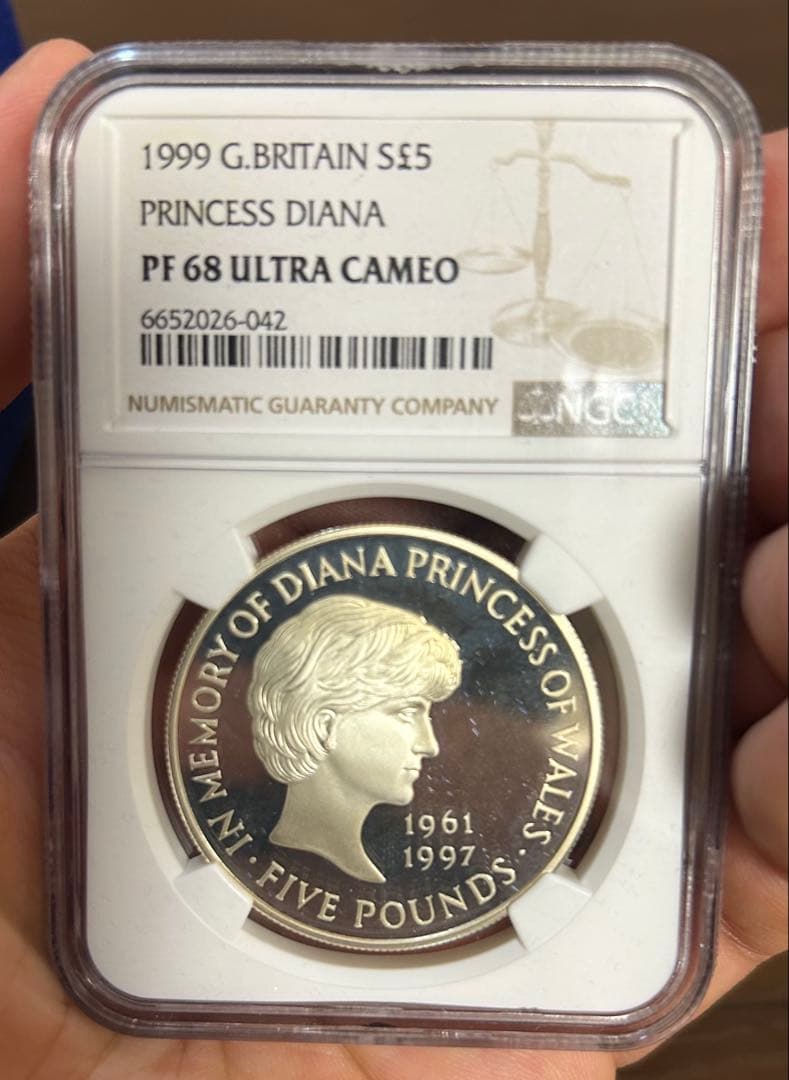 1999 G.BRITAIN S£5
PRINCESS DIANA
PF 68 ULTRA CAMEO
6652026-042
NUMISMATIC GUARANTY COMPANY
NGC
IN MEMORY OF DIANA PRINCESS OF WALES
1961
1997
· FIVE POUNDS ·